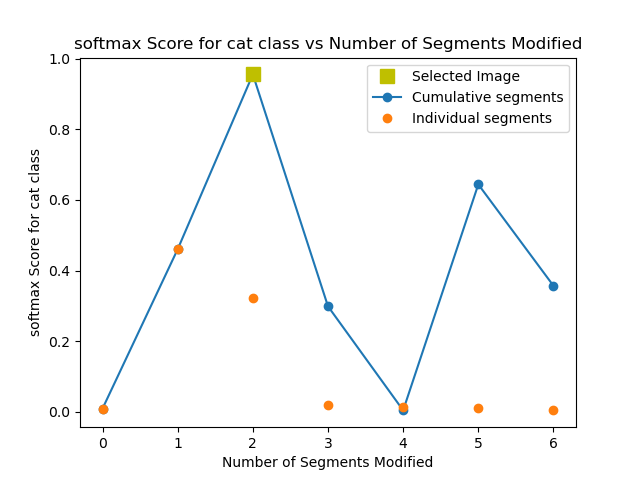 softmax Score for cat class vs Number of Segments Modified
1.0
0.8
0.6
0.4
0.2
0.0
softmax Score for cat class
Selected Image
Cumulative segments
Individual segments
0 1 2 3 4 5 6
Number of Segments Modified